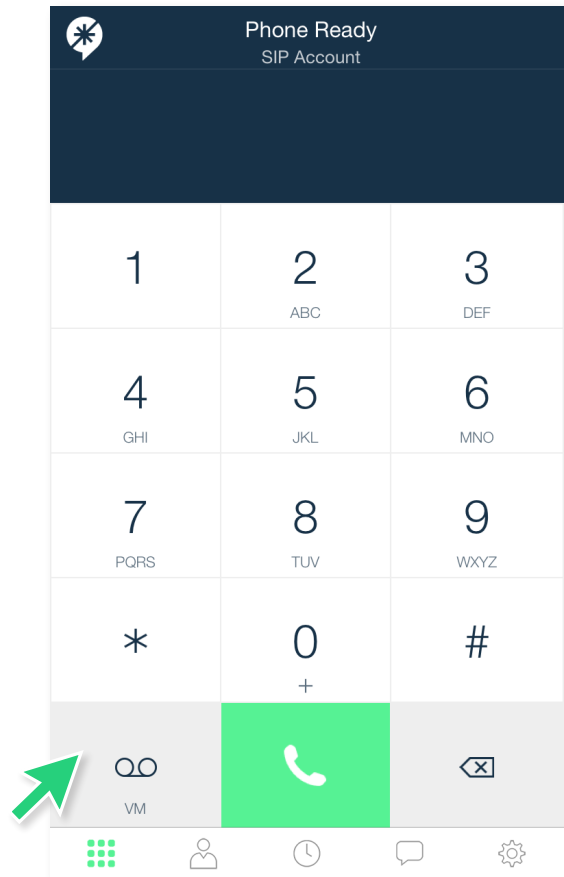 Phone Ready
SIP Account
1 2 3
ABC DEF
4 5 6
GHI JKL MNO
7 8 9
PQRS TUV WXYZ
* 0 #
+
VM